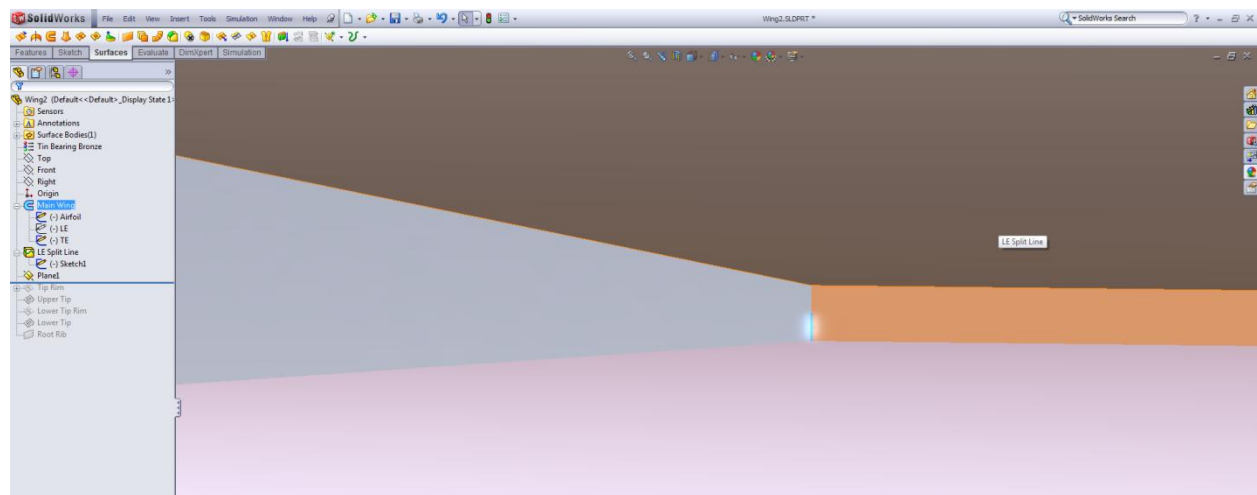 SolidWorks File Edit View Insert Tools Simulation Window Help Wing2.SLDPRT * SolidWorks Search ?
Features Sketch Surfaces Evaluate DimXpert Simulation
Wing2 (Default<<Default>_Display State 1>
Sensors
Annotations
Surface Bodies(1)
Tin Bearing Bronze
Top
Front
Right
Origin
Main Wing
(-) Airfoil
(-) LE
(-) TE
LE Split Line
(-) Sketch1
Plane1
Tip Rim
Upper Tip
Lower Tip Rim
Lower Tip
Root Rib
LE Split Line